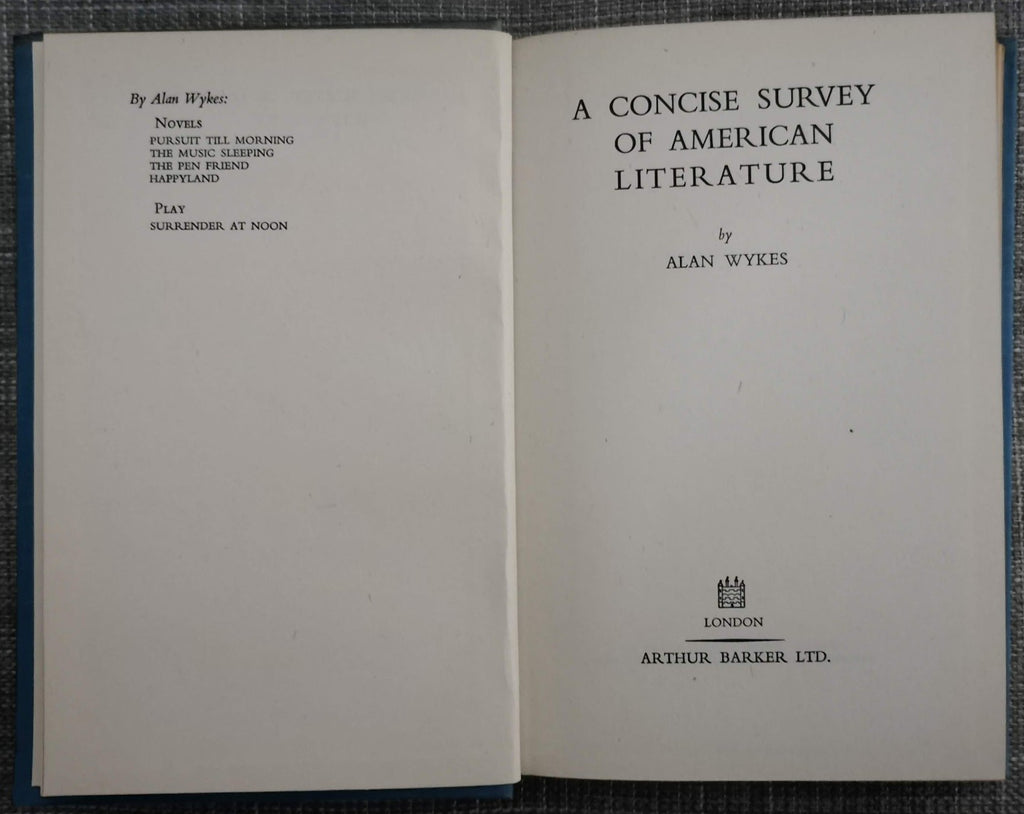 By Alan Wykes:
NOVELS
PURSUIT TILL MORNING
THE MUSIC SLEEPING
THE PEN FRIEND
HAPPYLAND
PLAY
SURRENDER AT NOON
A CONCISE SURVEY
OF AMERICAN
LITERATURE
by
ALAN WYKES
LONDON
ARTHUR BARKER LTD.